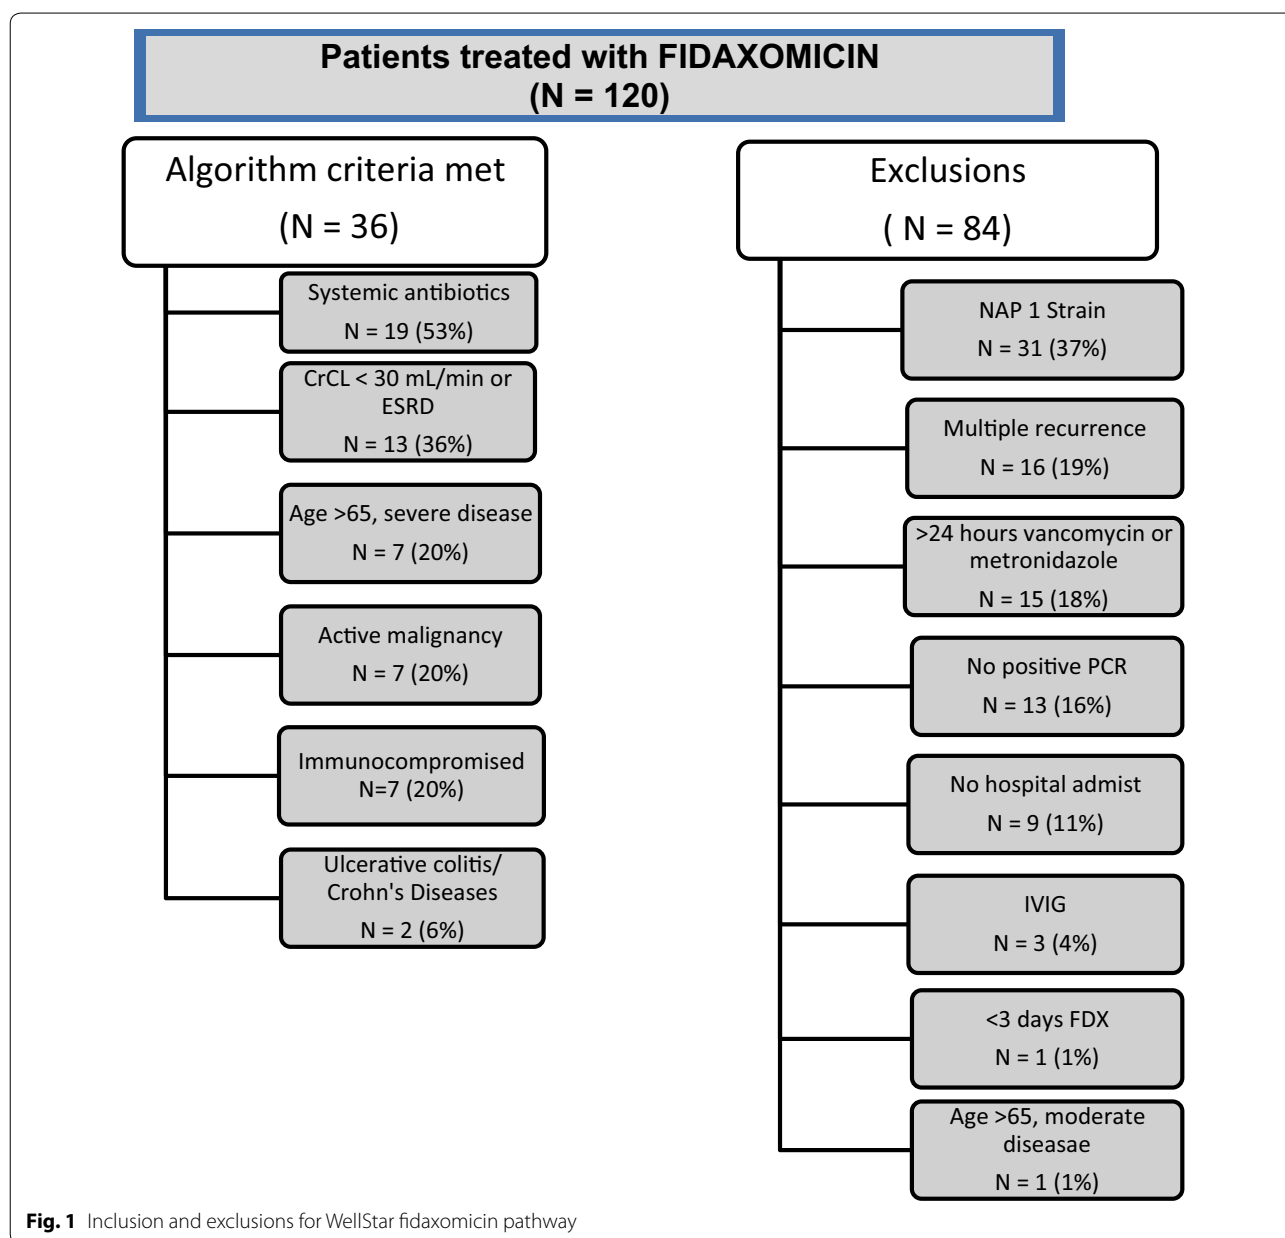 Patients treated with FIDAXOMICIN
(N = 120)
Algorithm criteria met
(N = 36)
Systemic antibiotics
N = 19 (53%)
CrCL < 30 mL/min or
ESRD
N = 13 (36%)
Age >65, severe disease
N = 7 (20%)
Active malignancy
N = 7 (20%)
Immunocompromised
N=7 (20%)
Ulcerative colitis/
Crohn's Diseases
N = 2 (6%)
Exclusions
( N = 84)
NAP 1 Strain
N = 31 (37%)
Multiple recurrence
N = 16 (19%)
>24 hours vancomycin or
metronidazole
N = 15 (18%)
No positive PCR
N = 13 (16%)
No hospital admist
N = 9 (11%)
IVIG
N = 3 (4%)
<3 days FDX
N = 1 (1%)
Age >65, moderate
diseasae
N = 1 (1%)
Fig. 1 Inclusion and exclusions for WellStar fidaxomicin pathway